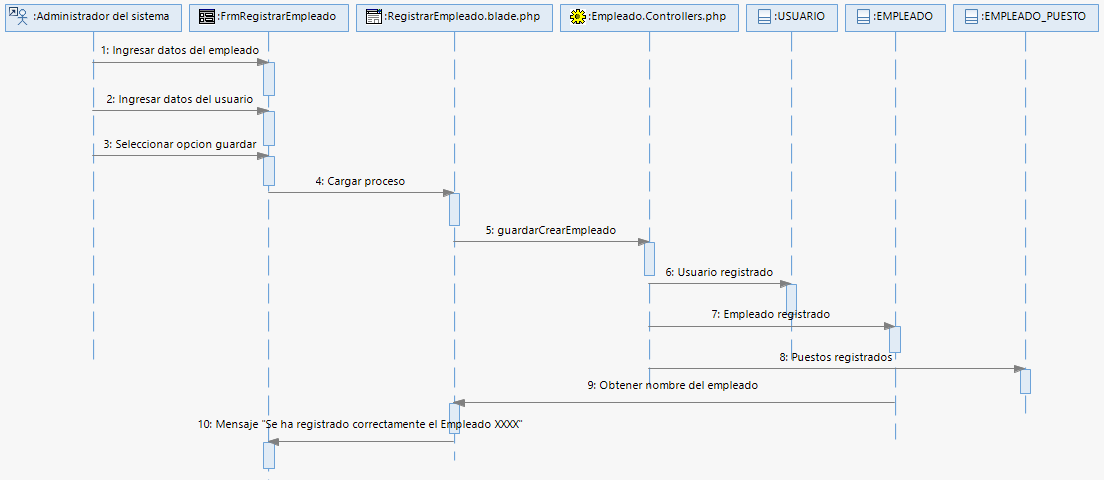 :Administrador del sistema
:FrmRegistrarEmpleado
:RegistrarEmpleado.blade.php
:Empleado.Controllers.php
:USUARIO
:EMPLEADO
:EMPLEADO_PUESTO
1: Ingresar datos del empleado
2: Ingresar datos del usuario
3: Seleccionar opcion guardar
4: Cargar proceso
5: guardarCrearEmpleado
6: Usuario registrado
7: Empleado registrado
8: Puestos registrados
9: Obtener nombre del empleado
10: Mensaje "Se ha registrado correctamente el Empleado XXXX"